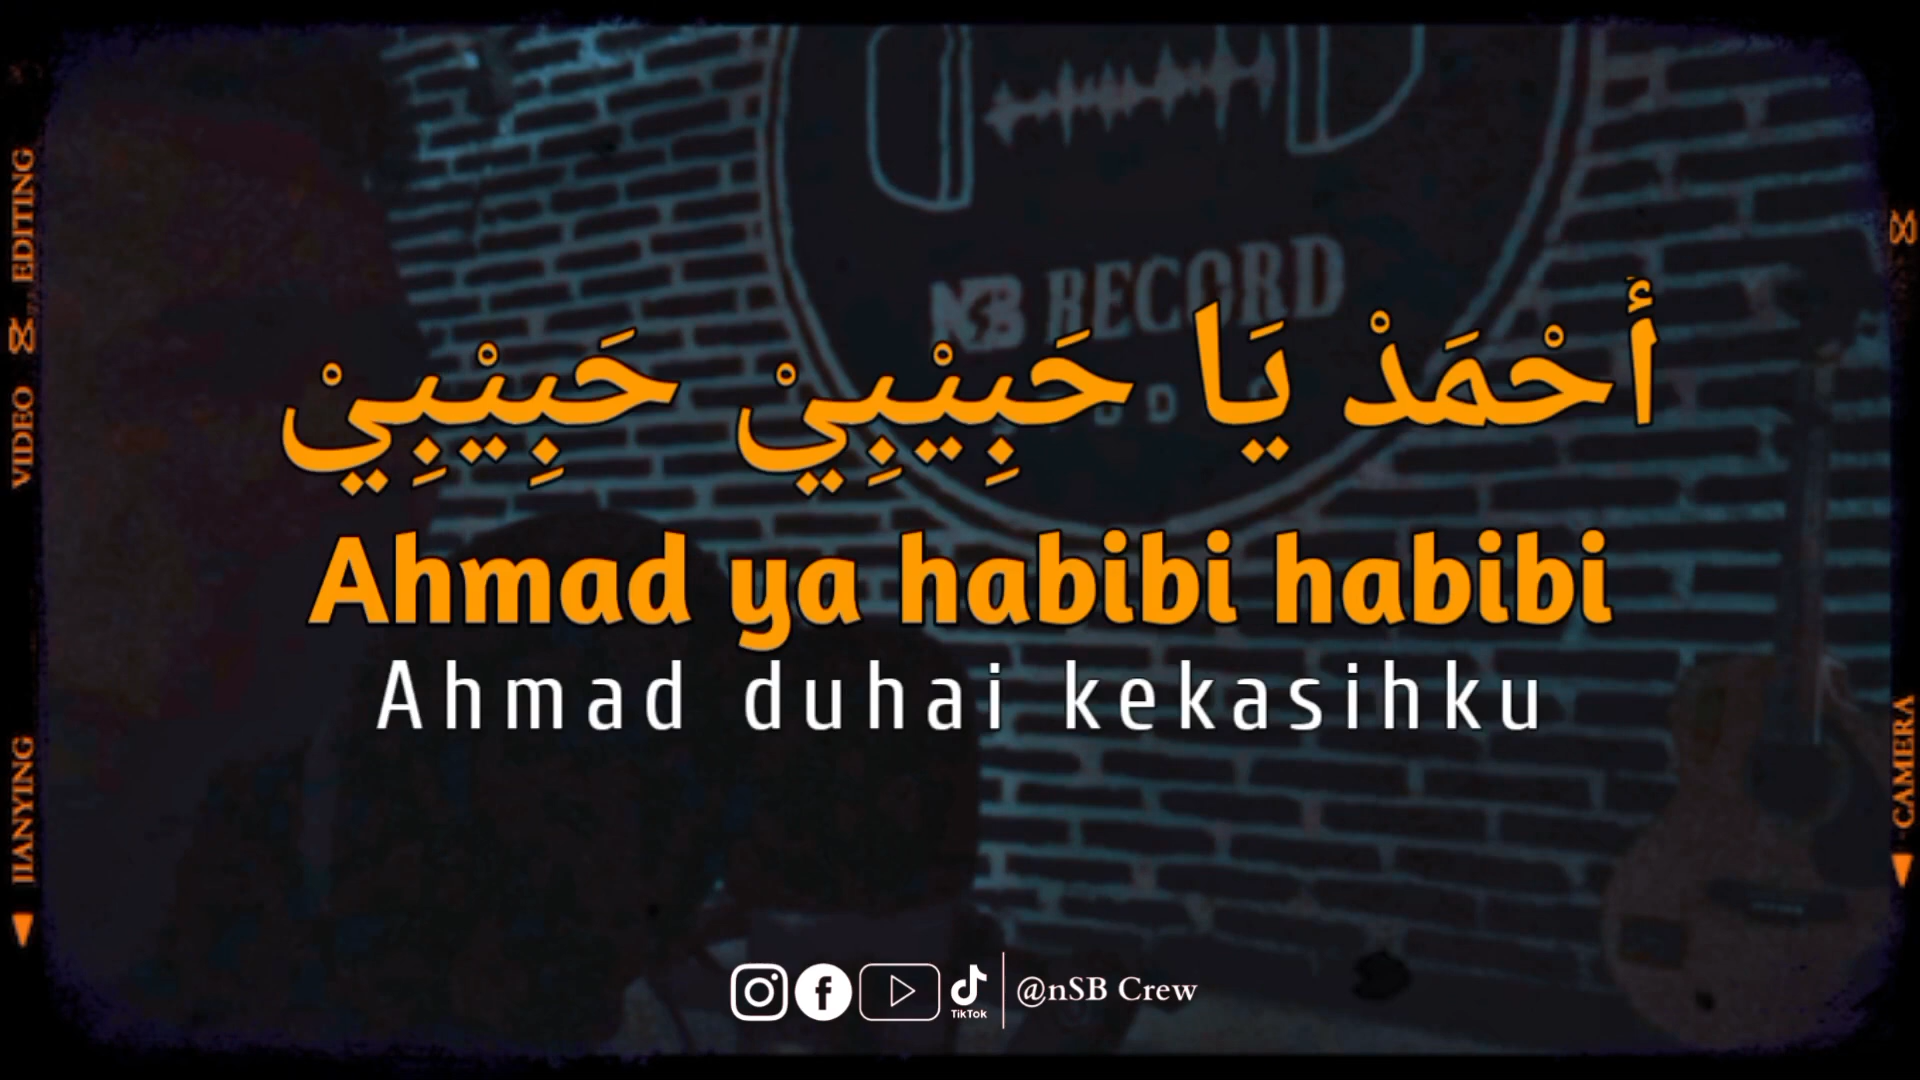 NB RECORD
أَحْمَدْ يَا حَبِيْبِيْ حَبِيْبِيْ
Ahmad ya habibi habibi
Ahmad duhai kekasihku
VIDEO EDITING
JIANYING
CAMERA
TikTok @nSB Crew